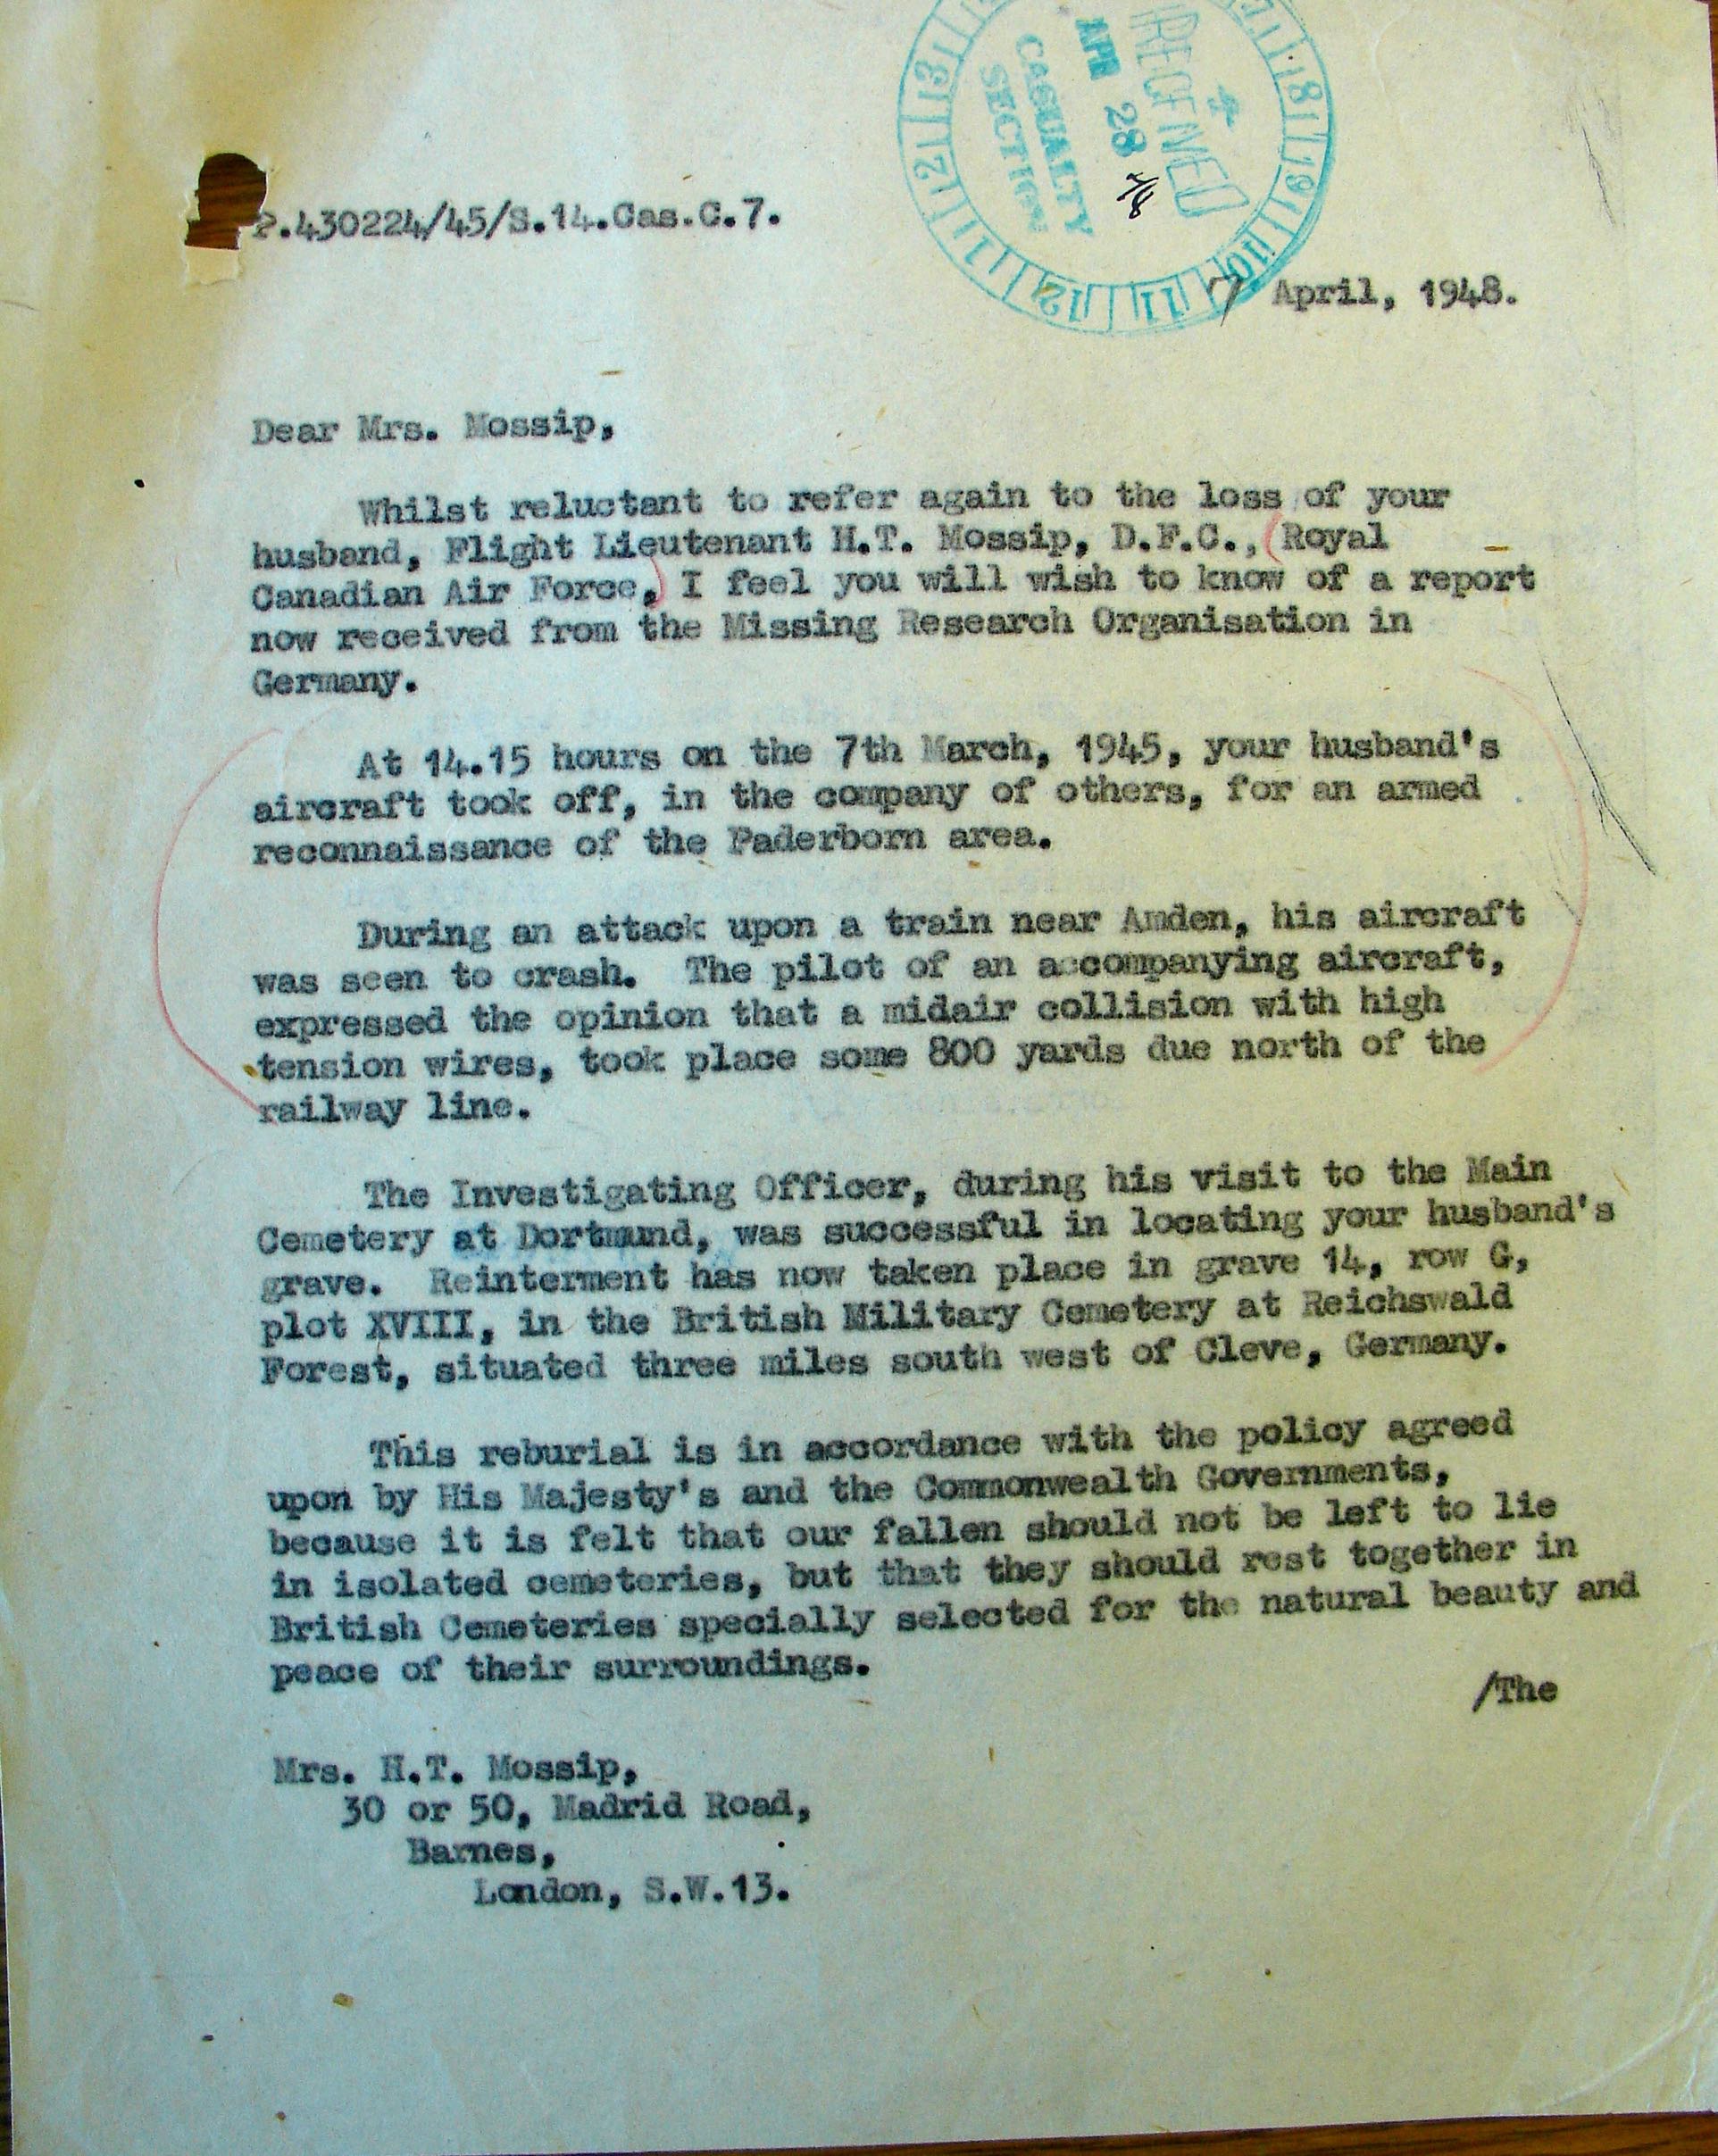 RECEIVED
APR 28
CASUALTY
SECTION
P.430224/45/S.14.Cas.C.7.
7 April, 1948.
Dear Mrs. Mossip,
Whilst reluctant to refer again to the loss of your
husband, Flight Lieutenant H.T. Mossip, D.F.C., (Royal
Canadian Air Force,) I feel you will wish to know of a report
now received from the Missing Research Organisation in
Germany.
At 14.15 hours on the 7th March, 1945, your husband's
aircraft took off, in the company of others, for an armed
reconnaissance of the Paderborn area.
During an attack upon a train near Amden, his aircraft
was seen to crash. The pilot of an accompanying aircraft,
expressed the opinion that a midair collision with high
tension wires, took place some 800 yards due north of the
railway line.
The Investigating Officer, during his visit to the Main
Cemetery at Dortmund, was successful in locating your husband's
grave. Reinterment has now taken place in grave 14, row G,
plot XVIII, in the British Military Cemetery at Reichswald
Forest, situated three miles south west of Cleve, Germany.
This reburial is in accordance with the policy agreed
upon by His Majesty's and the Commonwealth Governments,
because it is felt that our fallen should not be left to lie
in isolated cemeteries, but that they should rest together in
British Cemeteries specially selected for the natural beauty and
peace of their surroundings.
/The
Mrs. H.T. Mossip,
30 or 50, Madrid Road,
Barnes,
London, S.W.13.